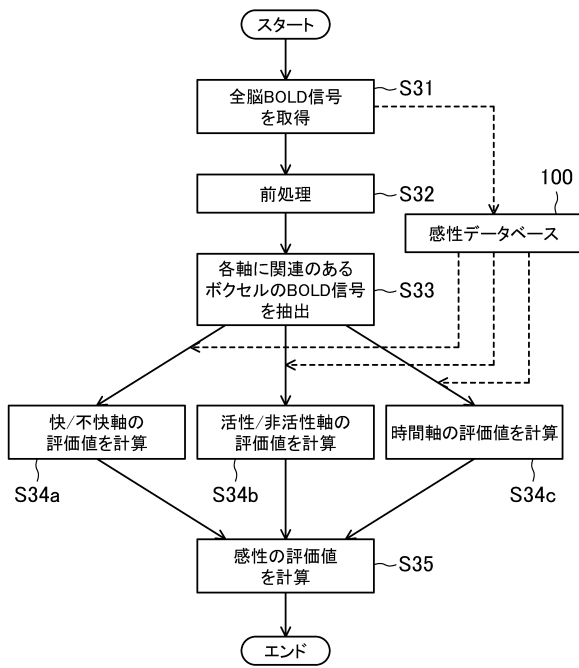 スタート
全脳BOLD信号
を取得
S31
前処理
S32
100
感性データベース
各軸に関連のある
ボクセルのBOLD信号
を抽出
S33
快/不快軸の
評価値を計算
S34a
活性/非活性軸の
評価値を計算
S34b
時間軸の評価値を計算
S34c
感性の評価値
を計算
S35
エンド